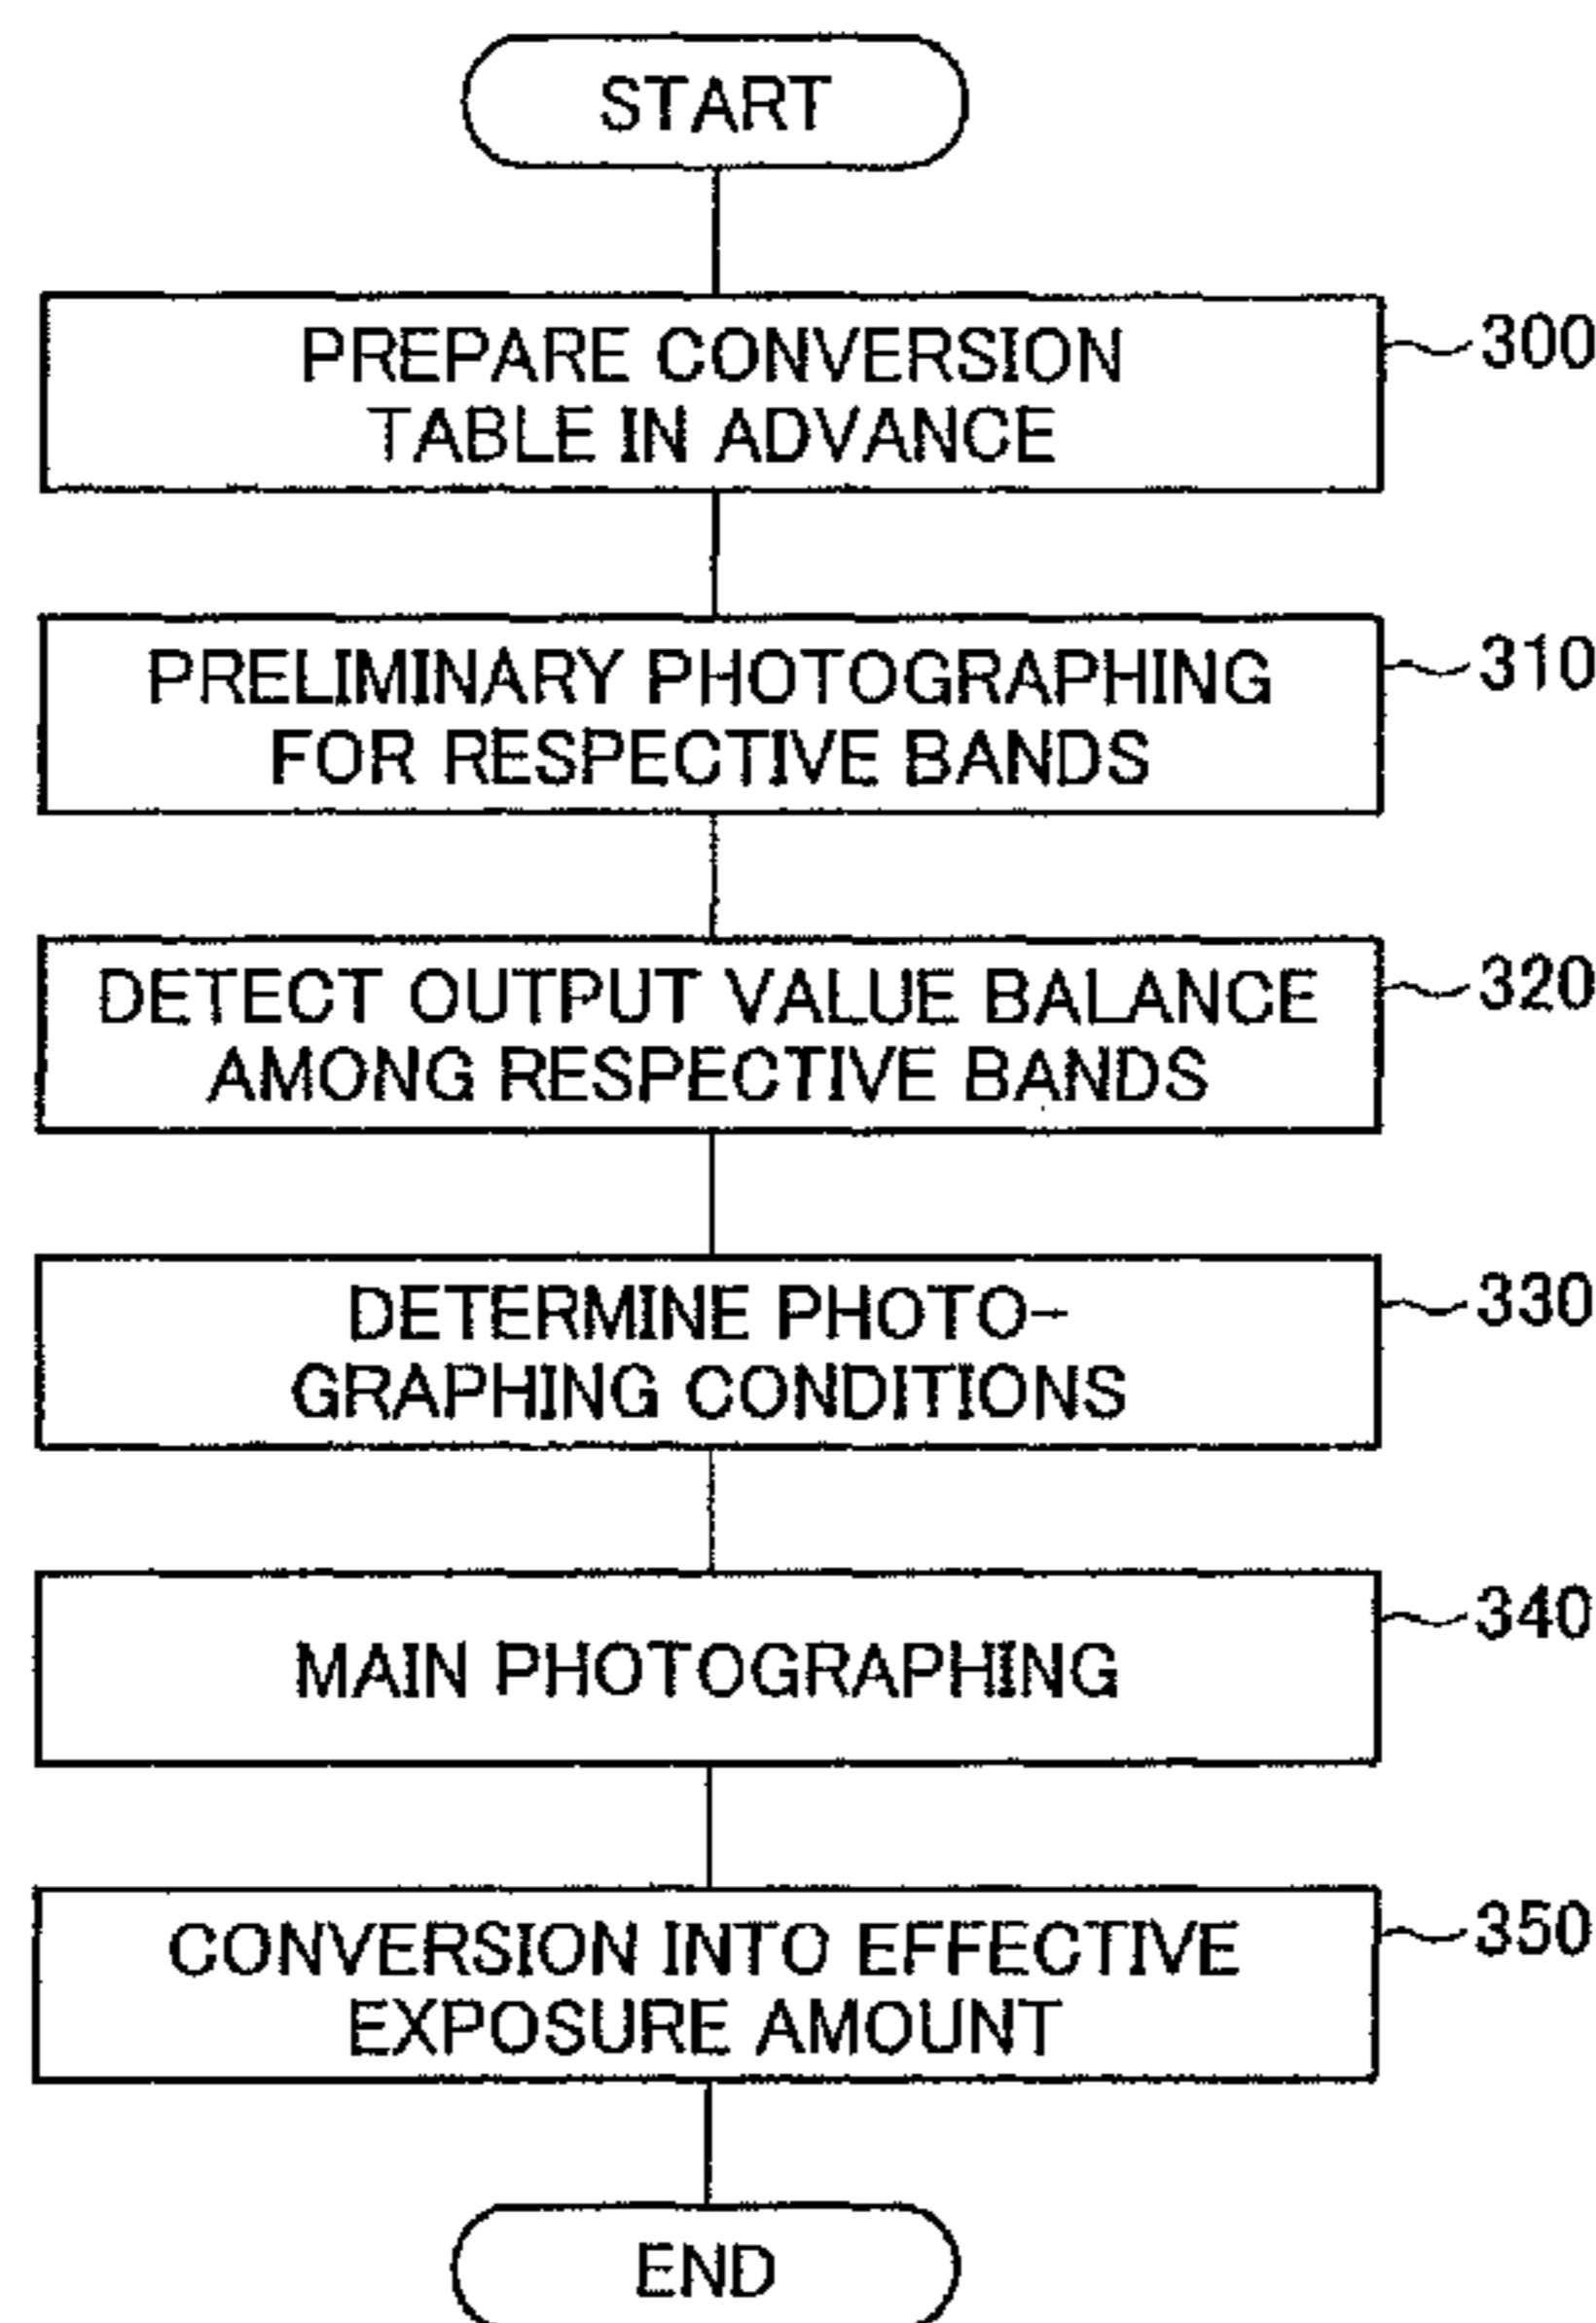 START
PREPARE CONVERSION
TABLE IN ADVANCE
300
PRELIMINARY PHOTOGRAPHING
FOR RESPECTIVE BANDS
310
DETECT OUTPUT VALUE BALANCE
AMONG RESPECTIVE BANDS
320
DETERMINE PHOTO-
GRAPHING CONDITIONS
330
MAIN PHOTOGRAPHING
340
CONVERSION INTO EFFECTIVE
EXPOSURE AMOUNT
350
END